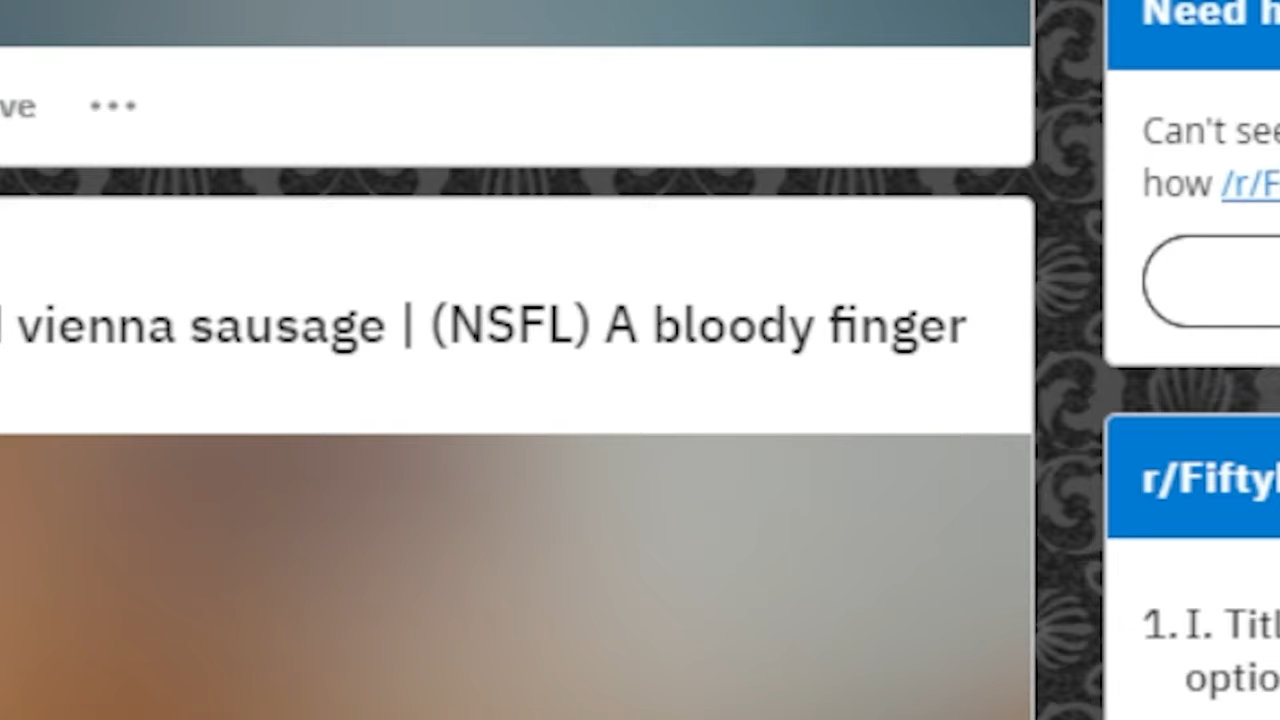 Need
ve •••
Can't see
how /r/F
vienna sausage | (NSFL) A bloody finger
r/Fifty
1. I. Titl
optio